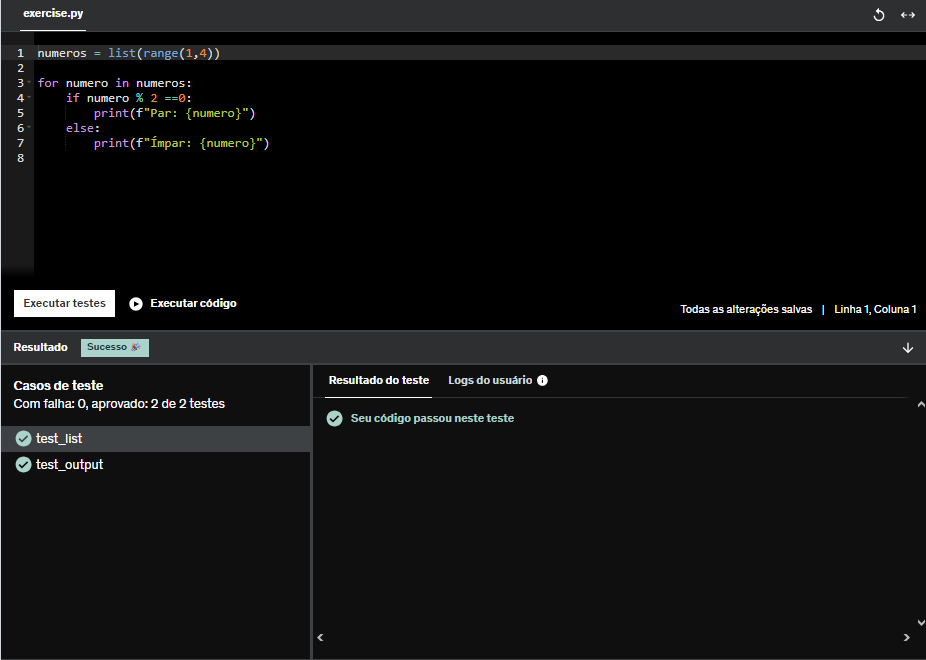 exercise.py
1 numeros = list(range(1,4))
2
3 for numero in numeros:
4 if numero % 2 ==0:
5 print(f"Par: {numero}")
6 else:
7 print(f"Ímpar: {numero}")
8
Executar testes Executar código
Todas as alterações salvas | Linha 1, Coluna 1
Resultado Sucesso 🎉
Casos de teste
Com falha: 0, aprovado: 2 de 2 testes
test_list
test_output
Resultado do teste Logs do usuário
Seu código passou neste teste